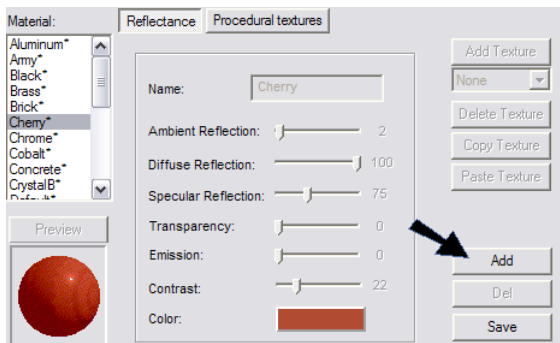 Material:
Reflectance
Procedural textures
Aluminum*
Army*
Black*
Brass*
Brick*
Cherry*
Chrome*
Cobalt*
Concrete*
CrystalB*
Default*
Preview
Name:
Cherry
Ambient Reflection:
2
Diffuse Reflection:
100
Specular Reflection:
75
Transparency:
0
Emission:
0
Contrast:
22
Color:
Add Texture
None
Delete Texture
Copy Texture
Paste Texture
Add
Del
Save